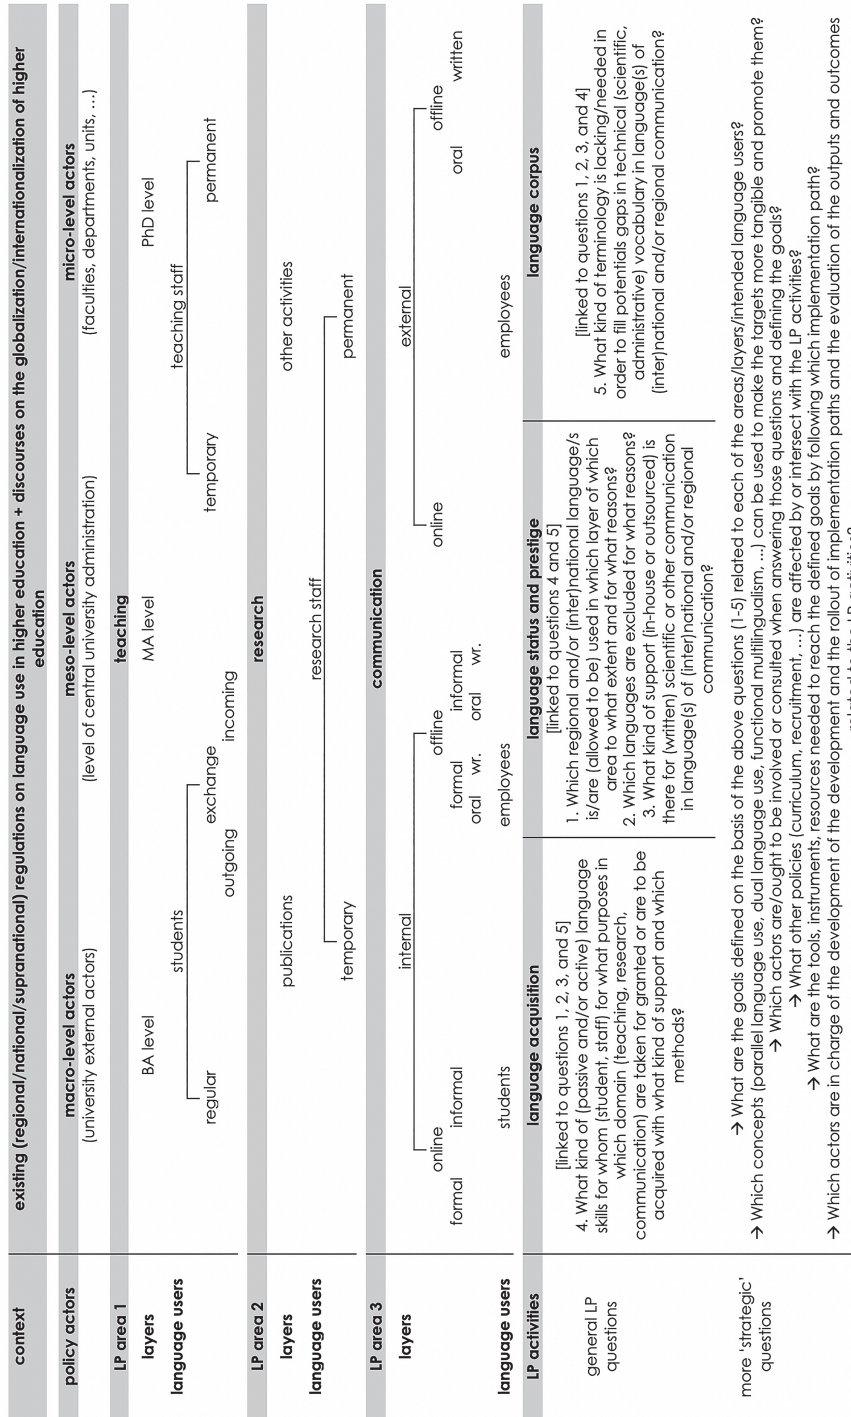 context
existing (regional/national/supranational) regulations on language use in higher education + discourses on the globalization/internationalization of higher
education
policy actors
macro-level actors
(university external actors)
meso-level actors
(level of central university administration)
micro-level actors
(faculties, departments, units, …)
LP area 1
teaching
layers
BA level MA level PhD level
language users
students teaching staff
regular exchange temporary permanent
outgoing incoming
LP area 2
research
layers
publications other activities
language users
research staff
temporary permanent
LP area 3
communication
layers
internal external
online offline online offline
formal informal formal informal oral written
oral wr. oral wr.
language users
students employees employees
LP activities
language acquisition
language status and prestige
language corpus
general LP
questions
[linked to questions 1, 2, 3, and 5]
4. What kind of (passive and/or active) language
skills for whom (student, staff) for what purposes in
which domain (teaching, research,
communication) are taken for granted or are to be
acquired with what kind of support and which
methods?
[linked to questions 4 and 5]
1. Which regional and/or (inter)national language/s
is/are (allowed to be) used in which layer of which
area to what extent and for what reasons?
2. Which languages are excluded for what reasons?
3. What kind of support (in-house or outsourced) is
there for (written) scientific or other communication
in language(s) of (inter)national and/or regional
communication?
[linked to questions 1, 2, 3, and 4]
5. What kind of terminology is lacking/needed in
order to fill potentials gaps in technical (scientific,
administrative) vocabulary in language(s) of
(inter)national and/or regional communication?
more 'strategic'
questions
→ What are the goals defined on the basis of the above questions (1-5) related to each of the areas/layers/intended language users?
→ Which concepts (parallel language use, dual language use, functional multilingualism, …) can be used to make the targets more tangible and promote them?
→ Which actors are/ought to be involved or consulted when answering those questions and defining the goals?
→ What other policies (curriculum, recruitment, …) are affected by or intersect with the LP activities?
→ What are the tools, instruments, resources needed to reach the defined goals by following which implementation path?
→ Which actors are in charge of the development and the rollout of implementation paths and the evaluation of the outputs and outcomes